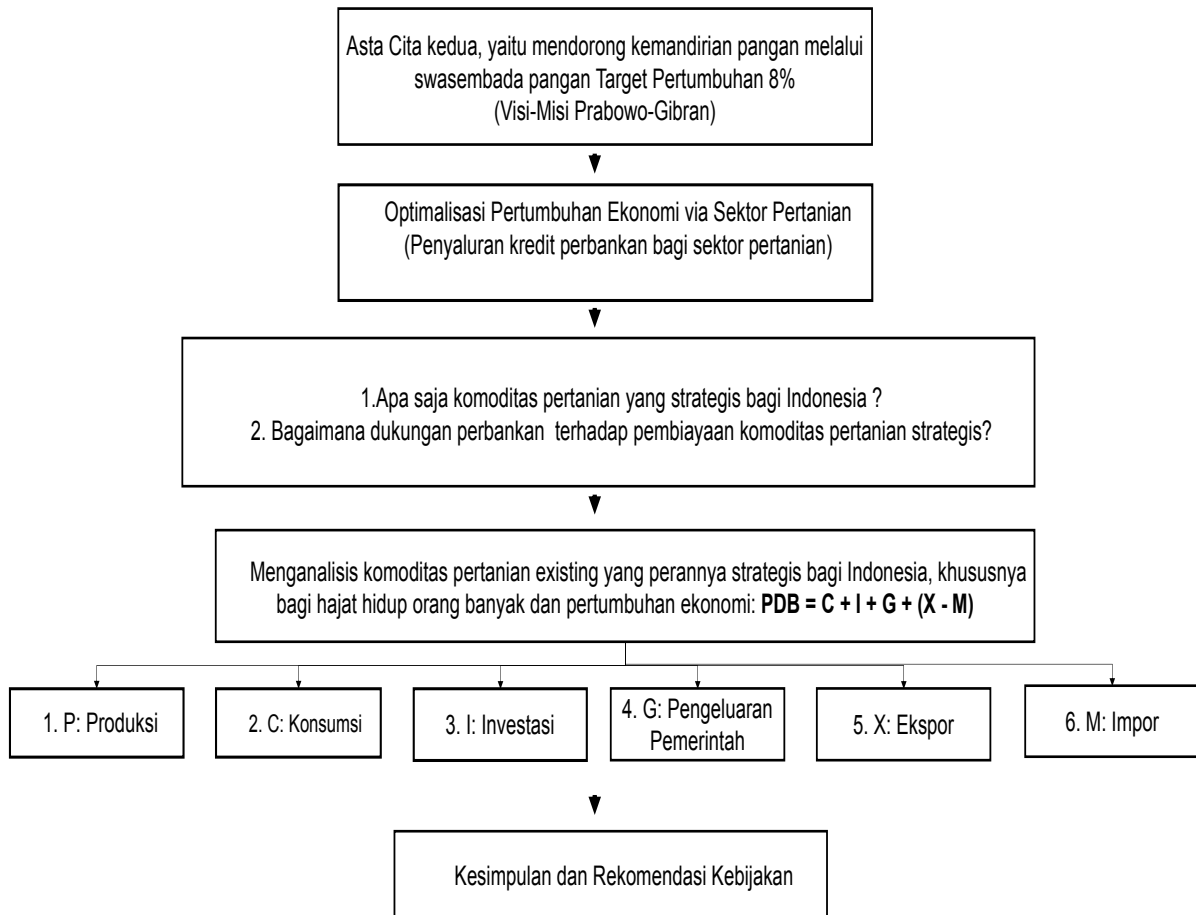 Asta Cita kedua, yaitu mendorong kemandirian pangan melalui
swasembada pangan Target Pertumbuhan 8%
(Visi-Misi Prabowo-Gibran)
Optimalisasi Pertumbuhan Ekonomi via Sektor Pertanian
(Penyaluran kredit perbankan bagi sektor pertanian)
1.Apa saja komoditas pertanian yang strategis bagi Indonesia ?
2. Bagaimana dukungan perbankan terhadap pembiayaan komoditas pertanian strategis?
Menganalisis komoditas pertanian existing yang perannya strategis bagi Indonesia, khususnya
bagi hajat hidup orang banyak dan pertumbuhan ekonomi: PDB = C + I + G + (X - M)
1. P: Produksi
2. C: Konsumsi
3. I: Investasi
4. G: Pengeluaran
Pemerintah
5. X: Ekspor
6. M: Impor
Kesimpulan dan Rekomendasi Kebijakan